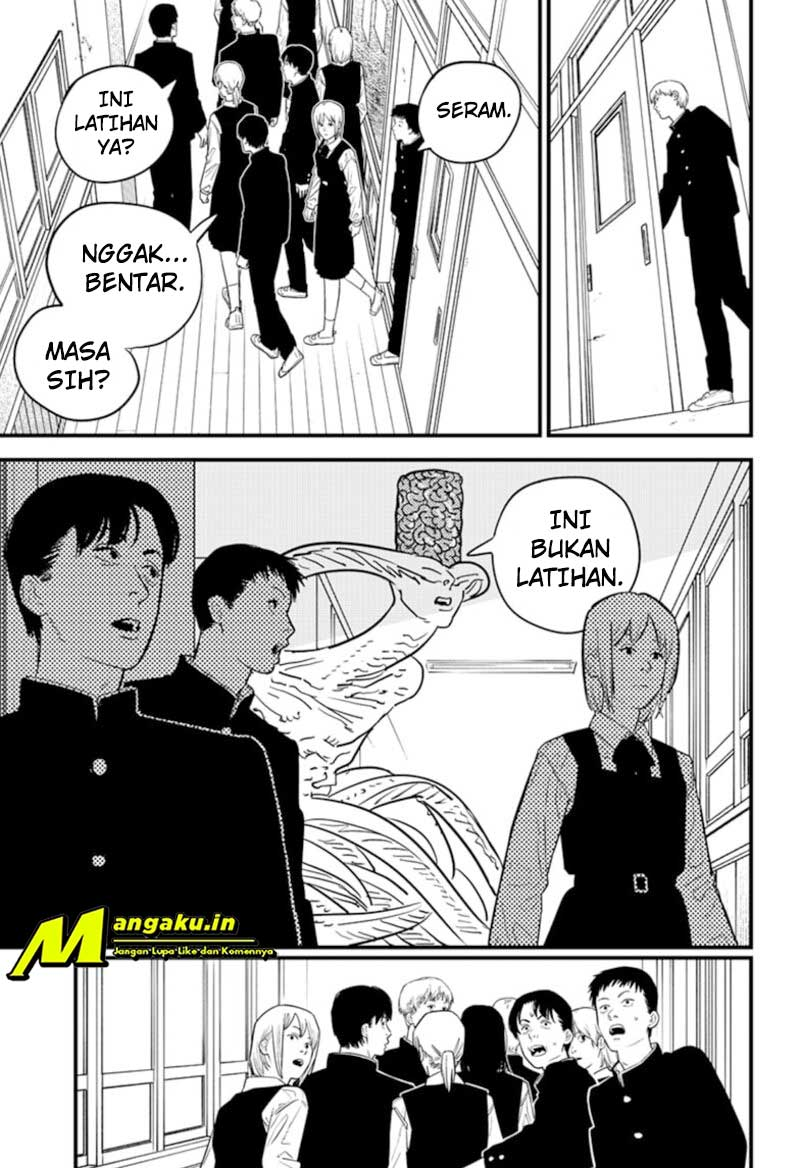 INI
LATIHAN
YA?
SERAM.
NGGAK...
BENTAR.
MASA
SIH?
INI
BUKAN
LATIHAN.
Mangaku.in
Jangan Lupa Like dan Komennya